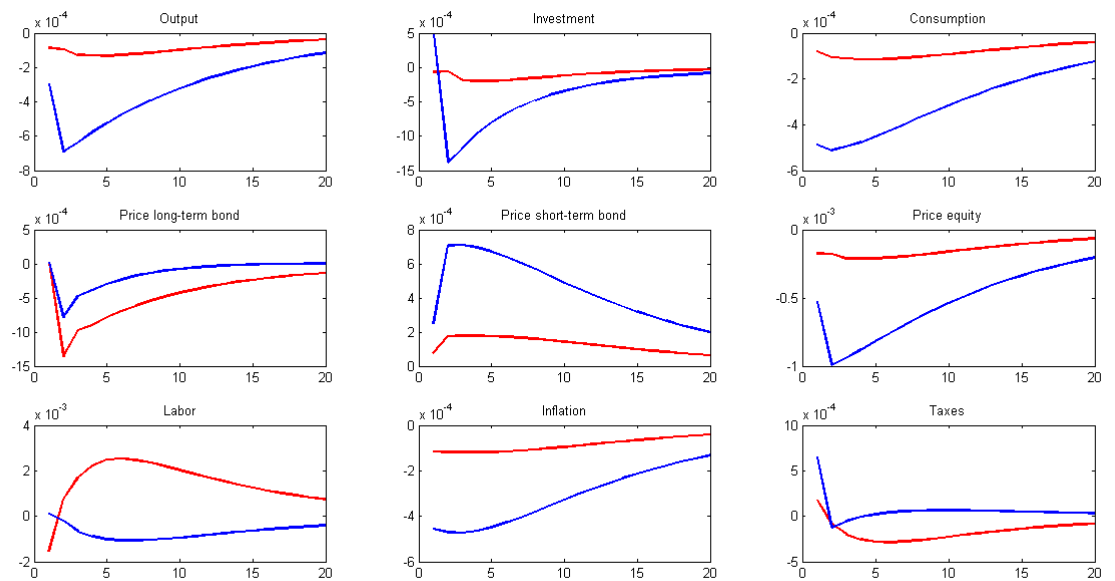 Output
x 10-4
0
-2
-4
-6
-8
0 5 10 15 20
Investment
x 10-4
5
0
-5
-10
-15
0 5 10 15 20
Consumption
x 10-4
0
-2
-4
-6
0 5 10 15 20
Price long-term bond
x 10-4
5
0
-5
-10
-15
0 5 10 15 20
Price short-term bond
x 10-4
8
6
4
2
0
0 5 10 15 20
Price equity
x 10-3
0
-0.5
-1
0 5 10 15 20
Labor
x 10-3
4
2
0
-2
0 5 10 15 20
Inflation
x 10-4
0
-2
-4
-6
0 5 10 15 20
Taxes
x 10-4
10
5
0
-5
0 5 10 15 20